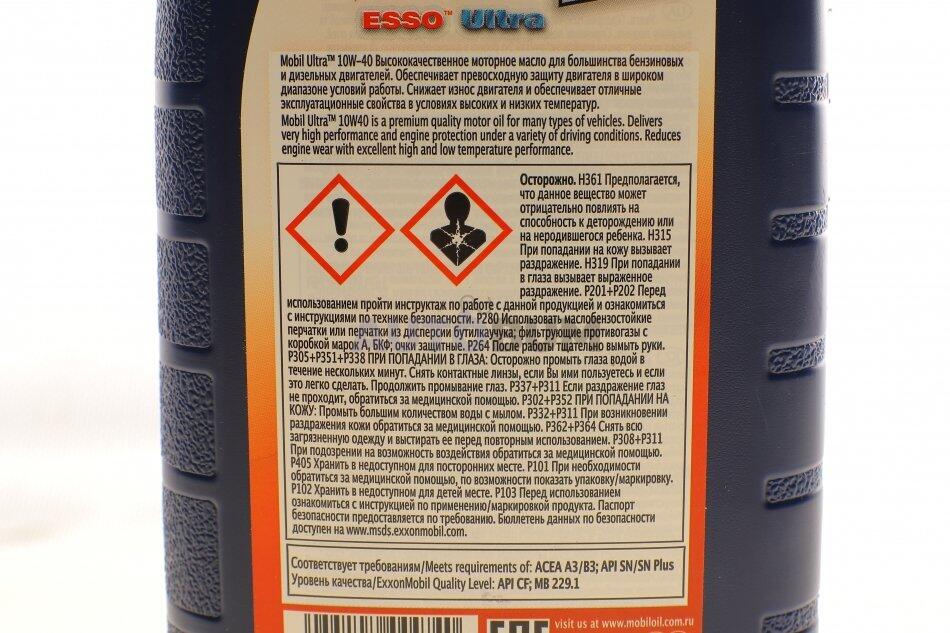 ESSO™ Ultra
Mobil Ultra™ 10W–40 Высококачественное моторное масло для большинства бензиновых
и дизельных двигателей. Обеспечивает превосходную защиту двигателя в широком
диапазоне условий работы. Снижает износ двигателя и обеспечивает отличные
эксплуатационные свойства в условиях высоких и низких температур.
Mobil Ultra™ 10W40 is a premium quality motor oil for many types of vehicles. Delivers
very high performance and engine protection under a variety of driving conditions. Reduces
engine wear with excellent high and low temperature performance.
Осторожно. H361 Предполагается,
что данное вещество может
отрицательно повлиять на
способность к деторождению или
на неродившегося ребенка. H315
При попадании на кожу вызывает
раздражение. H319 При попадании
в глаза вызывает выраженное
раздражение. P201+P202 Перед
использованием пройти инструктаж по работе с данной продукцией и ознакомиться
с инструкциями по технике безопасности. P280 Использовать маслобензостойкие
перчатки или перчатки из дисперсии бутилкаучука; фильтрующие противогазы с
коробкой марок А, БКФ; очки защитные. P264 После работы тщательно вымыть руки.
P305+P351+P338 ПРИ ПОПАДАНИИ В ГЛАЗА: Осторожно промыть глаза водой в
течение нескольких минут. Снять контактные линзы, если Вы ими пользуетесь и если
это легко сделать. Продолжить промывание глаз. P337+P311 Если раздражение глаз
не проходит, обратиться за медицинской помощью. P302+P352 ПРИ ПОПАДАНИИ НА
КОЖУ: Промыть большим количеством воды с мылом. P332+P311 При возникновении
раздражения кожи обратиться за медицинской помощью. P362+P364 Снять всю
загрязненную одежду и выстирать ее перед повторным использованием. P308+P311
При подозрении на возможность воздействия обратиться за медицинской помощью.
P405 Хранить в недоступном для посторонних месте. P101 При необходимости
обратиться за медицинской помощью, по возможности показать упаковку/маркировку.
P102 Хранить в недоступном для детей месте. P103 Перед использованием
ознакомиться с инструкцией по применению/маркировкой продукта. Паспорт
безопасности предоставляется по требованию. Бюллетень данных по безопасности
доступен на www.msds.exxonmobil.com.
Соответствует требованиям/Meets requirements of: ACEA A3/B3; API SN/SN Plus
Уровень качества/ExxonMobil Quality Level: API CF; MB 229.1
visit us at www.mobiloil.com.ru